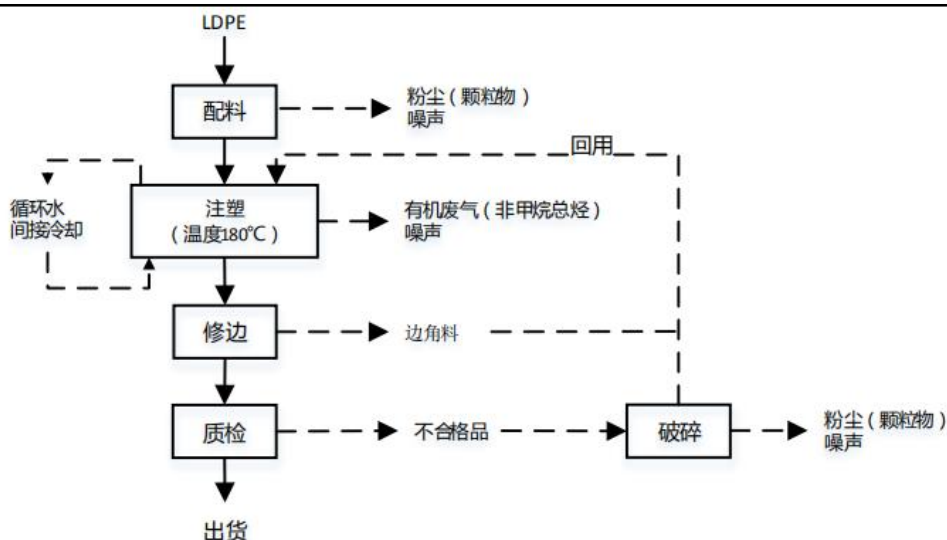 LDPE
配料
粉尘（颗粒物）
噪声
回用
循环水
间接冷却
注塑
（温度180℃）
有机废气（非甲烷总烃）
噪声
修边
边角料
质检
不合格品
破碎
粉尘（颗粒物）
噪声
出货